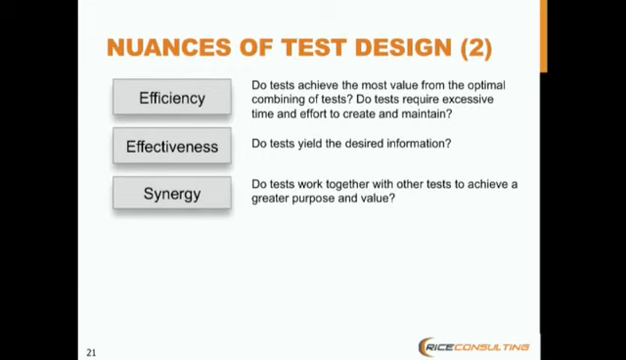 NUANCES OF TEST DESIGN (2)
Efficiency
Do tests achieve the most value from the optimal
combining of tests? Do tests require excessive
time and effort to create and maintain?
Effectiveness
Do tests yield the desired information?
Synergy
Do tests work together with other tests to achieve a
greater purpose and value?
21
RICECONSULTING